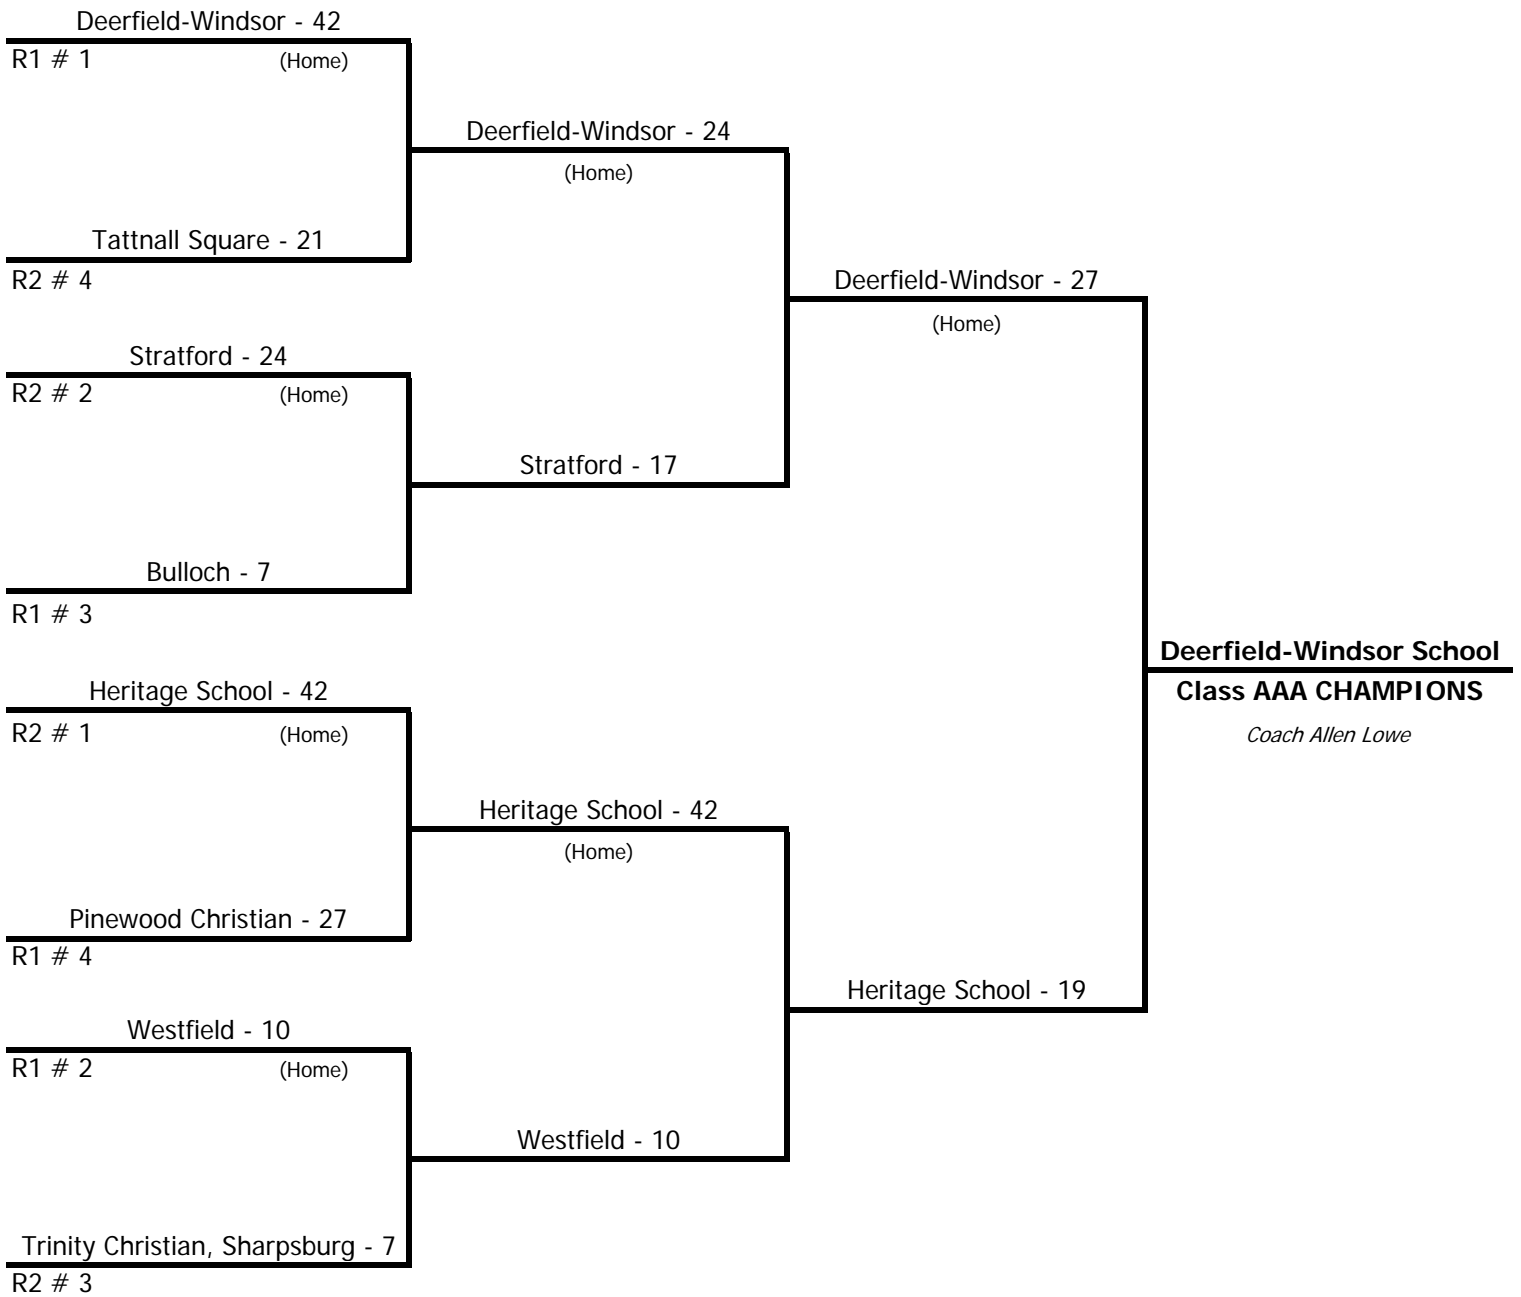 Deerfield-Windsor - 42
R1 # 1
(Home)
Deerfield-Windsor - 24
(Home)
Tattnall Square - 21
R2 # 4
Deerfield-Windsor - 27
(Home)
Stratford - 24
R2 # 2
(Home)
Stratford - 17
Bulloch - 7
R1 # 3
Deerfield-Windsor School
Class AAA CHAMPIONS
Coach Allen Lowe
Heritage School - 42
R2 # 1
(Home)
Heritage School - 42
(Home)
Pinewood Christian - 27
R1 # 4
Heritage School - 19
Westfield - 10
R1 # 2
(Home)
Westfield - 10
Trinity Christian, Sharpsburg - 7
R2 # 3